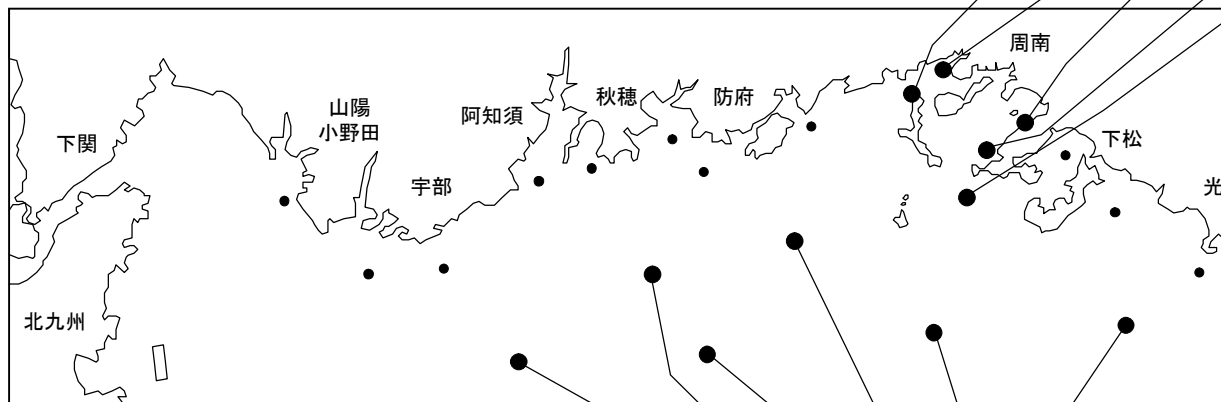 周南
山陽
小野田
阿知須
秋穂
防府
下関
下松
宇部
光
北九州